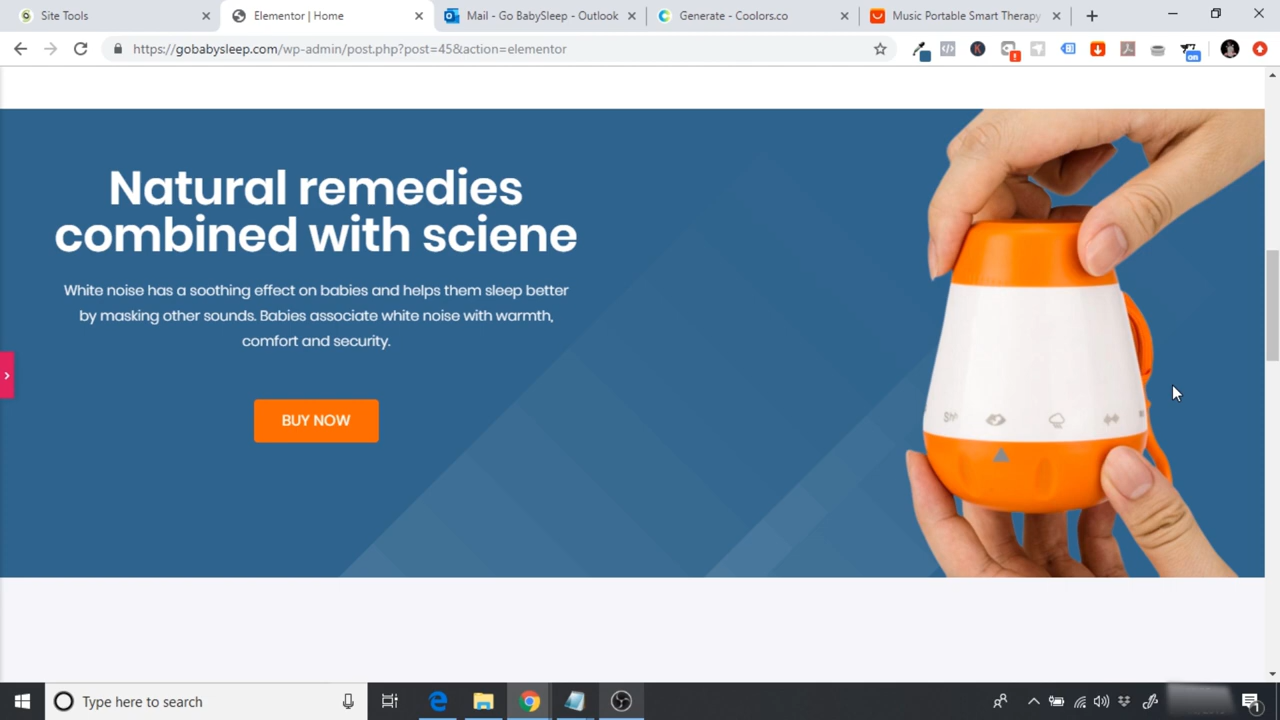 Site Tools
Elementor | Home
Mail - Go BabySleep - Outlook
Generate - Coolors.co
Music Portable Smart Therapy
https://gobabysleep.com/wp-admin/post.php?post=45&action=elementor
on
Natural remedies
combined with sciene
White noise has a soothing effect on babies and helps them sleep better
by masking other sounds. Babies associate white noise with warmth,
comfort and security.
BUY NOW
Type here to search
1